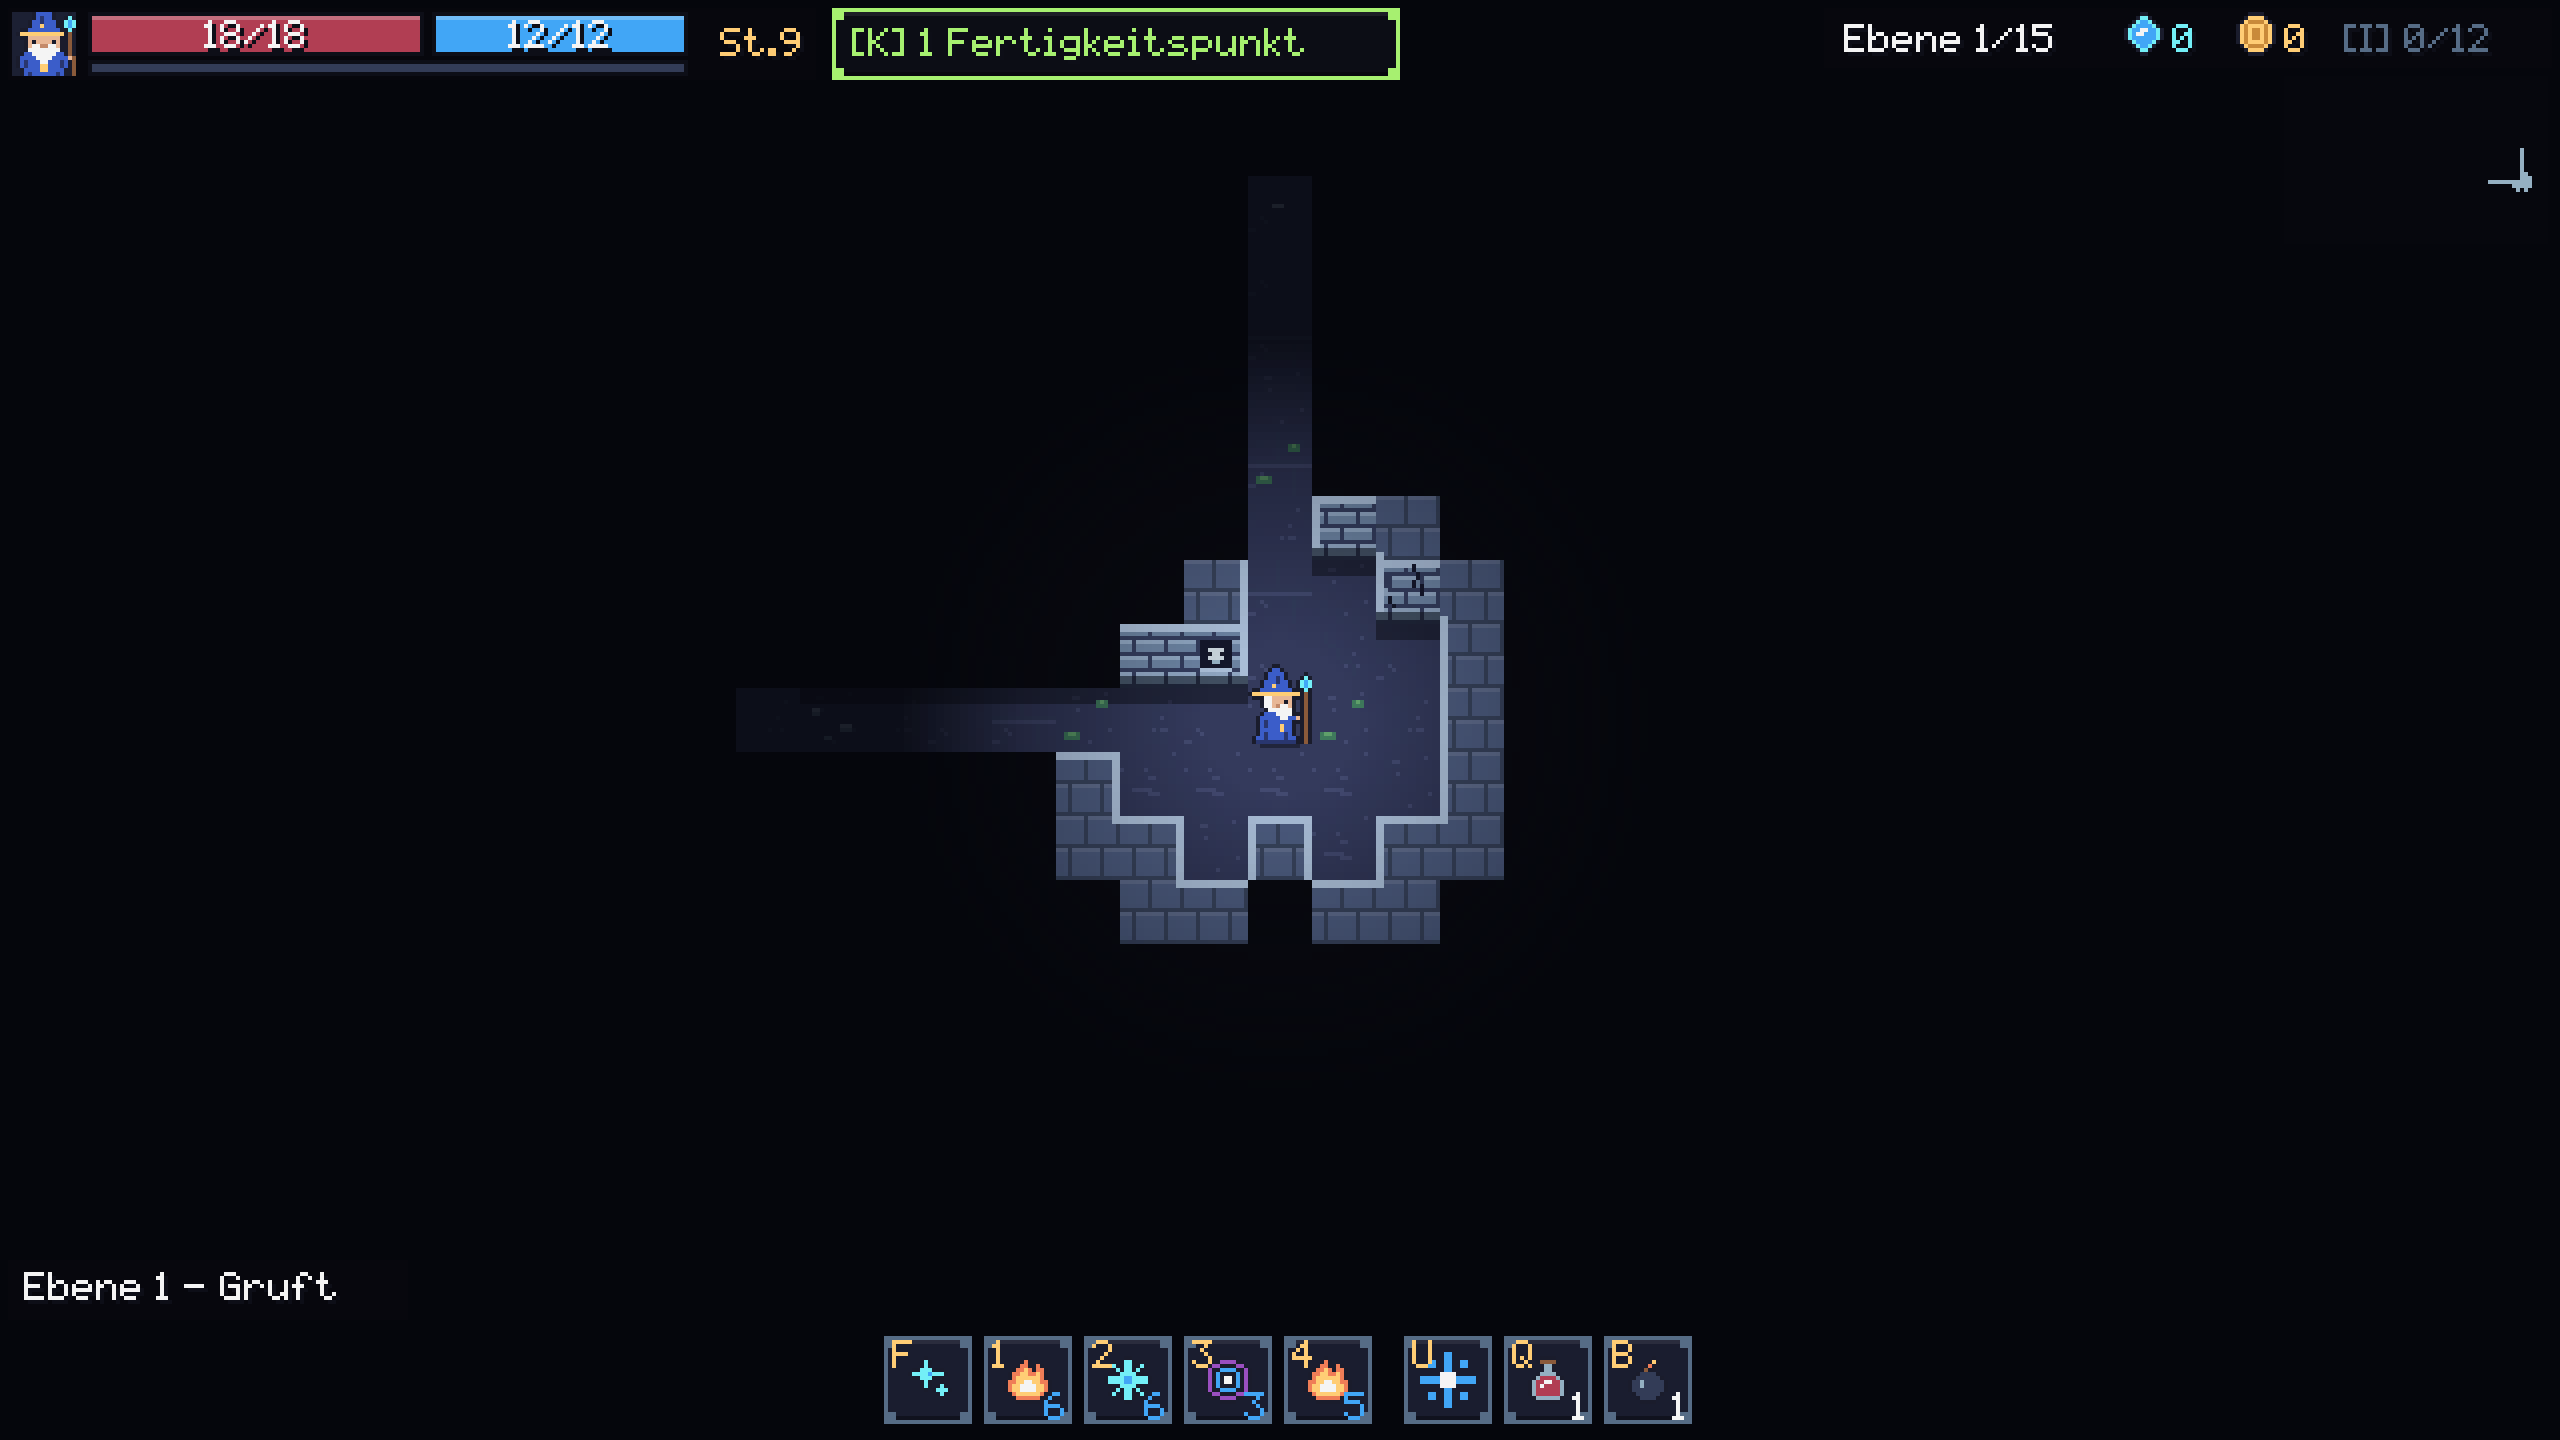 18/18 12/12 St.9 [K] 1 Fertigkeitspunkt Ebene 1/15 0 0 [I] 0/12
Ebene 1 - Gruft
F 1 2 3 4 U Q B
6 6 3 5 1 1